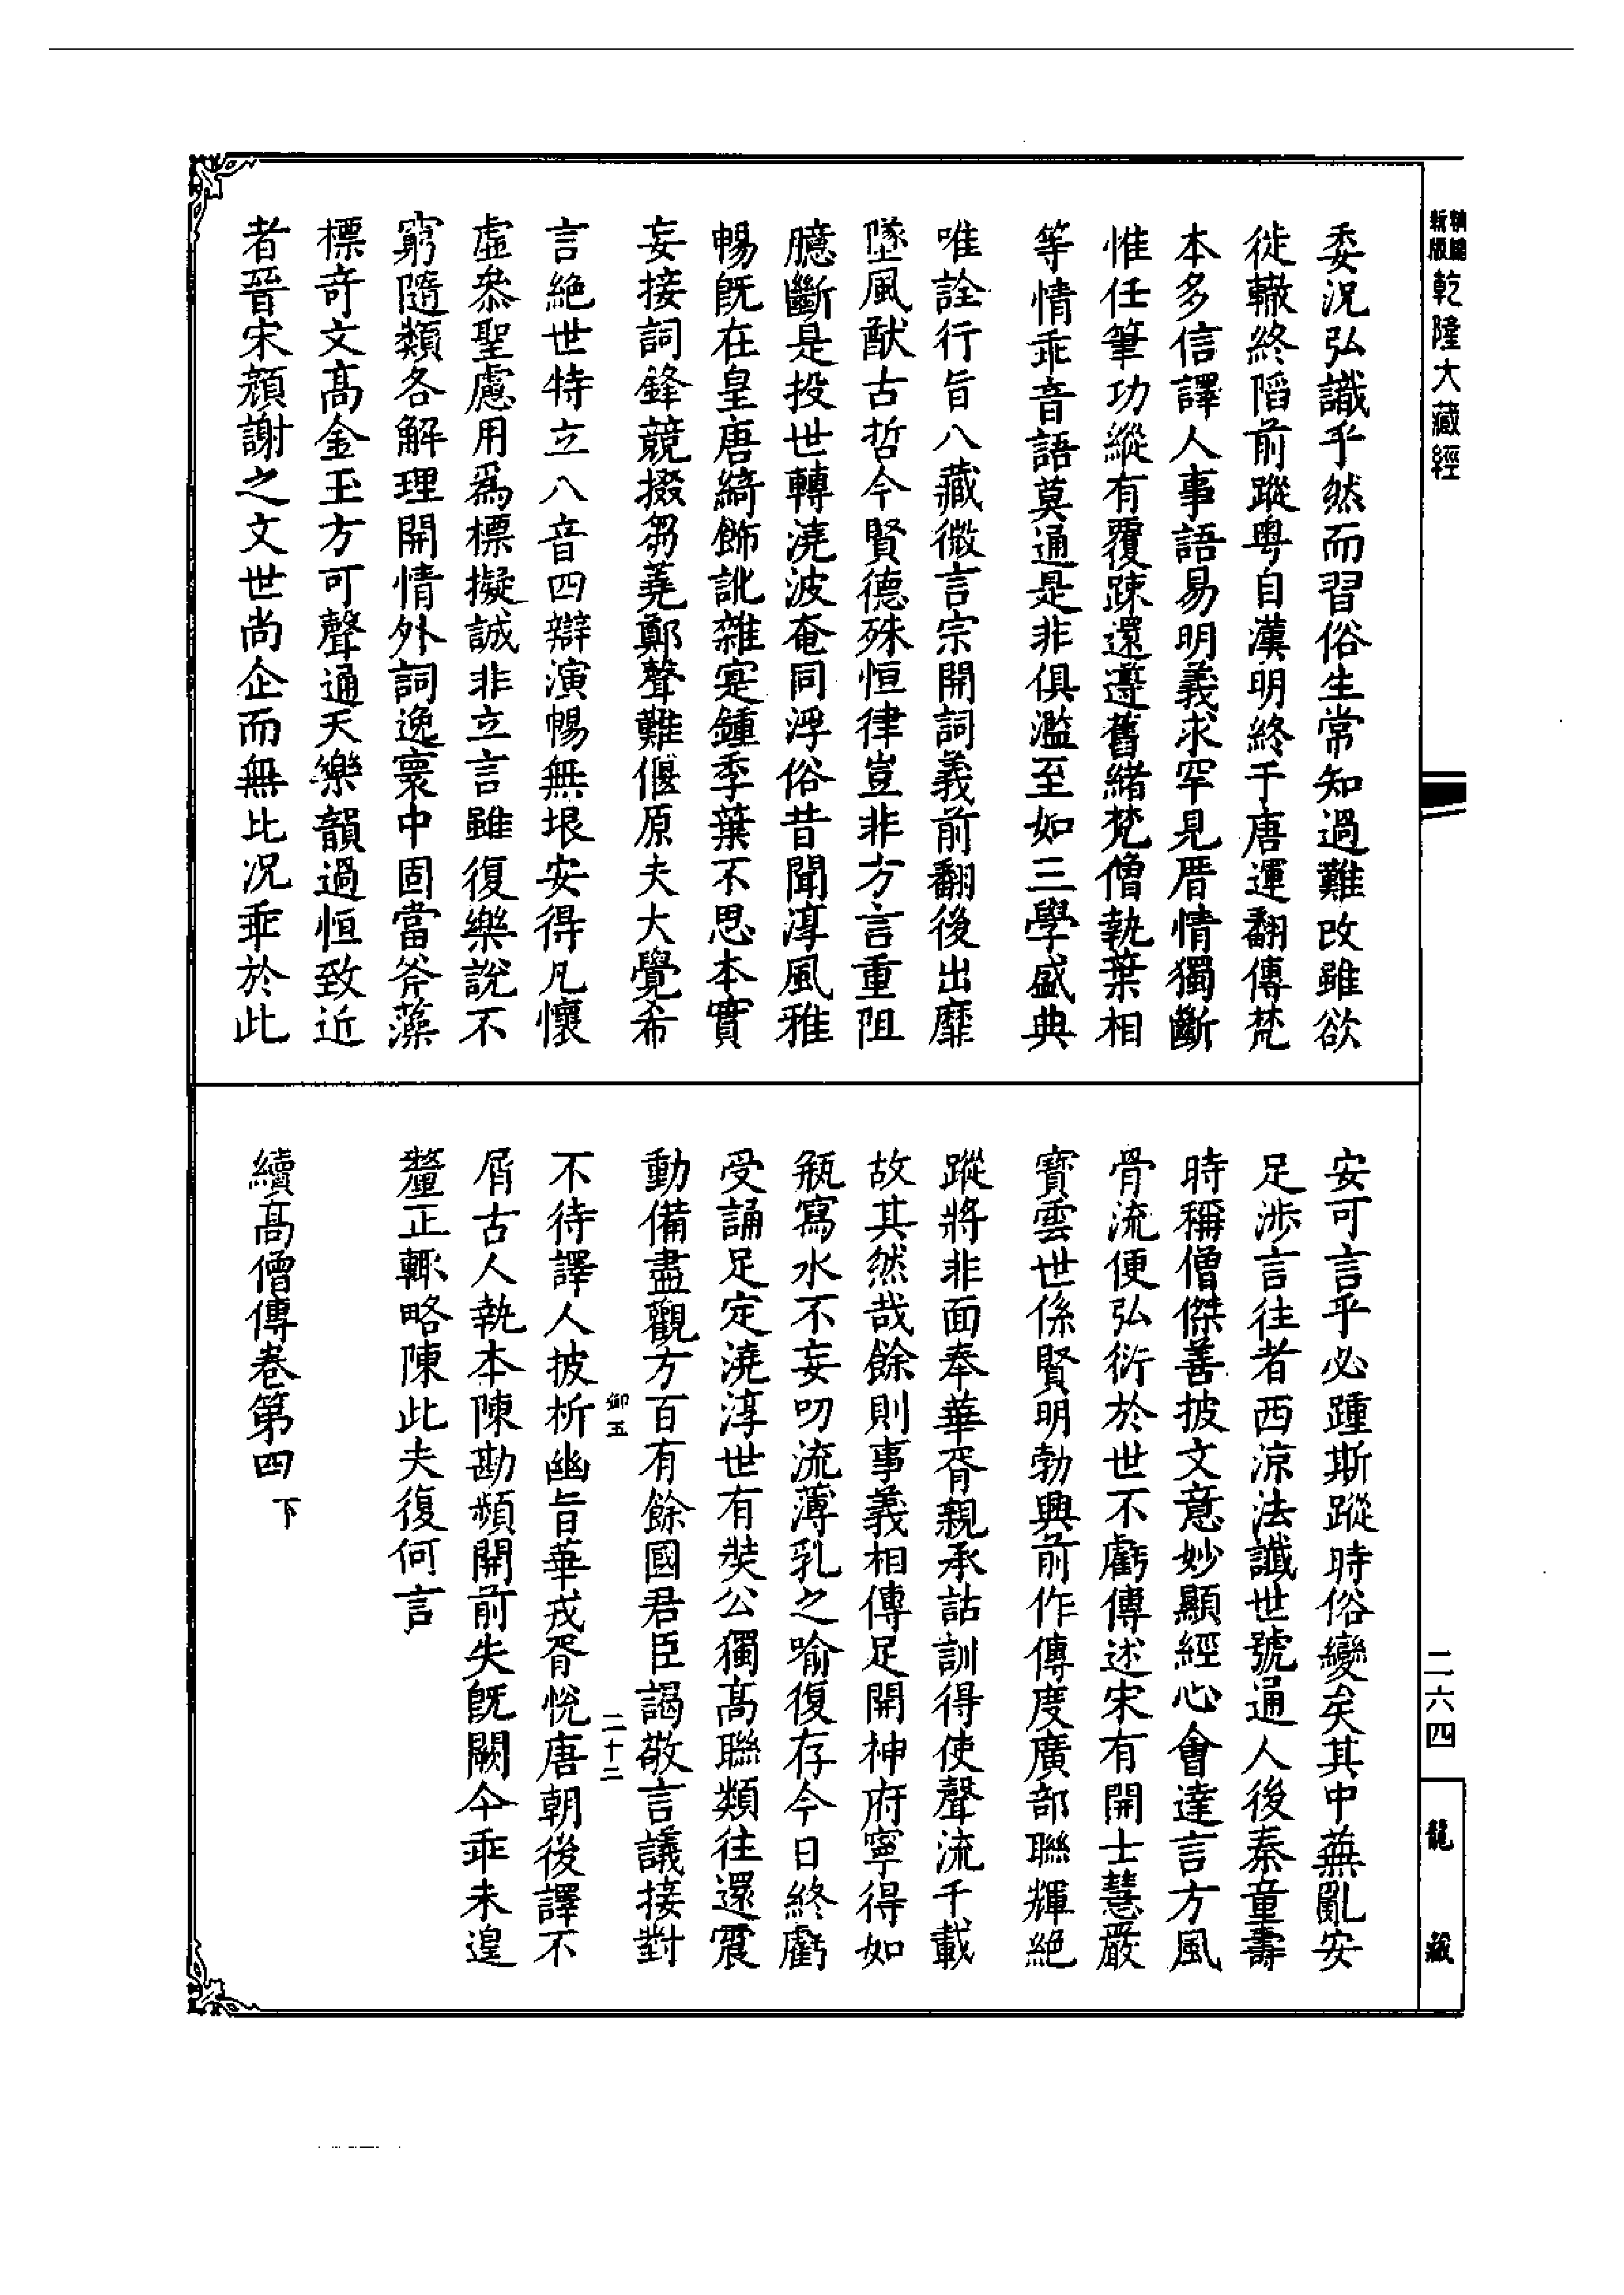 新版
乾隆大藏經
委況弘識乎然而習俗生常知過難改雖欲
徙轍終陷前蹤粵自漢明終于唐運翻傳梵
本多信譯人事語易明義求罕見厝情獨斷
惟任筆功縱有覆疎還遵舊緒梵僧執葉相
等情乖音語莫通是非俱濫至如三學盛典
唯詮行旨八藏微言宗開詞義前翻後出靡
墜風猷古哲今賢德殊恒律豈非方言重阻
臆斷是投世轉澆波奄同浮俗昔聞淳風雅
暢旣在皇唐綺飾訛雜寔鍾季葉不思本實
妄接詞鋒競掇芻蕘鄭聲難偃原夫大覺希
言絶世特立八音四辯演暢無垠安得凡懷
虛叅聖慮用爲標擬誠非立言雖復樂說不
窮隨類各解理開情外詞逸寰中固當斧藻
標竒文髙金玉方可聲通天樂韻過恒致近
者晉宋顏謝之文世尚企而無比况乖於此
安可言乎必踵斯蹤時俗變矣其中蕪亂安
足涉言往者西涼法讖世號通人後秦童壽
時稱僧傑善披文意妙顯經心會達言方風
骨流便弘衍於世不虧傳述宋有開士慧嚴
寳雲世係賢明勃興前作傳度廣部聯輝絶
蹤將非面奉華胥親承詁訓得使聲流千載
故其然哉餘則事義相傳足開神府寧得如
瓶寫水不妄叨流薄乳之喻復存今日終虧
受誦足定澆淳世有奘公獨髙聯類往還震
動備盡觀方百有餘國君臣謁敬言議接對
御五
二十二
不待譯人披析幽旨華戎胥悅唐朝後譯不
屑古人執本陳勘頻開前失旣闕今乖未遑
釐正輒略陳此夫復何言
續髙僧傳卷第四下
二六四
龍藏